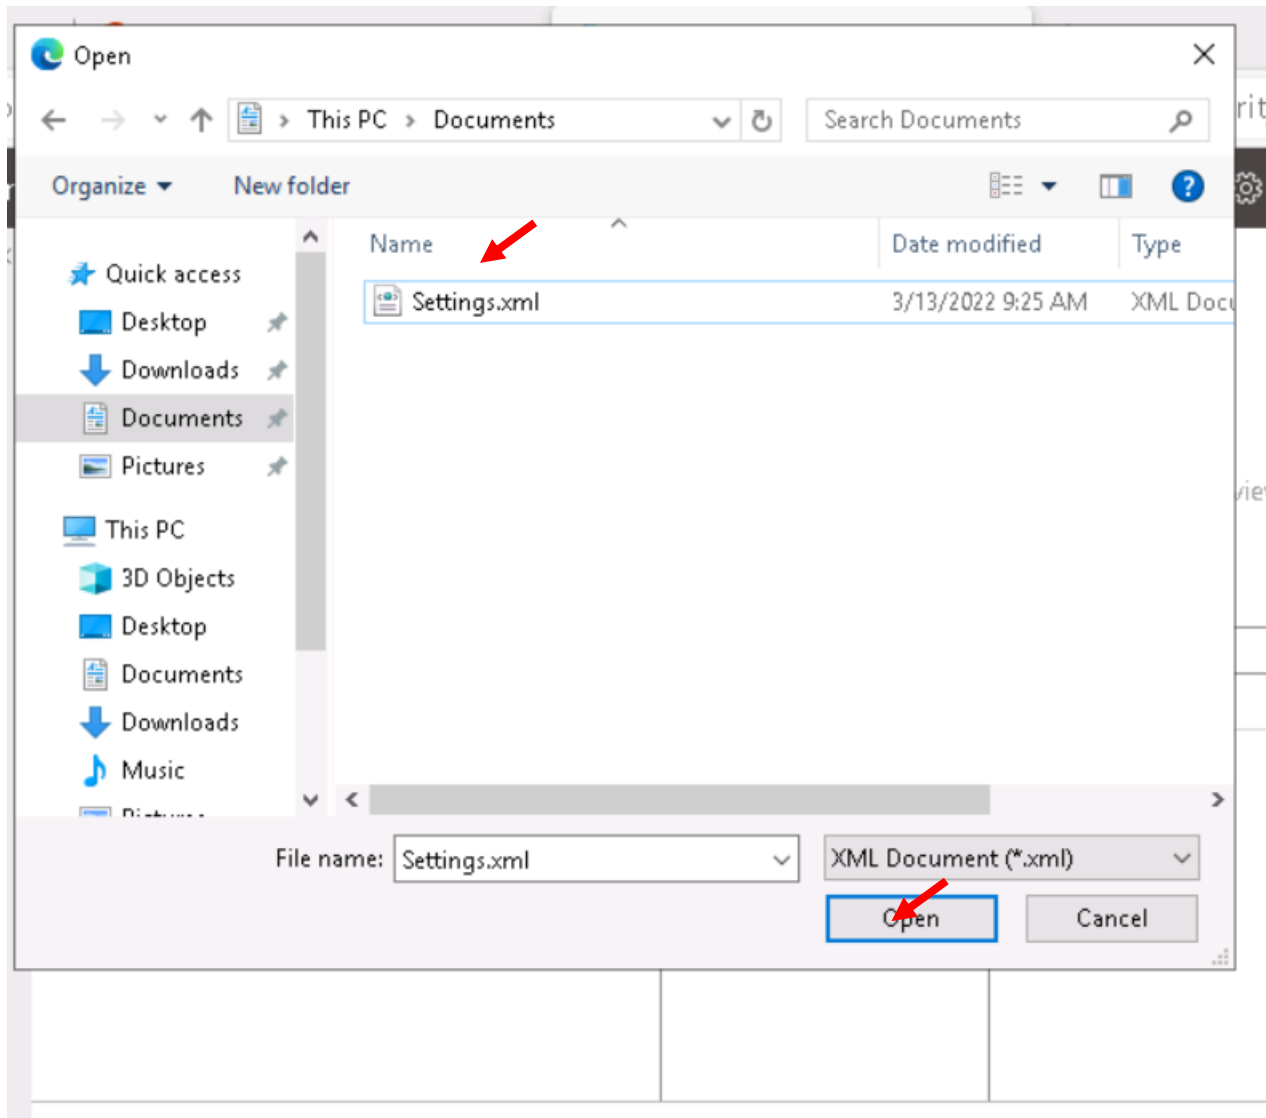 Open
This PC > Documents
Search Documents
Organize
New folder
?
Name
Date modified
Type
Quick access
Settings.xml
3/13/2022 9:25 AM
XML Docu
Desktop
Downloads
Documents
Pictures
This PC
3D Objects
Desktop
Documents
Downloads
Music
File name:
Settings.xml
XML Document (*.xml)
Open
Cancel